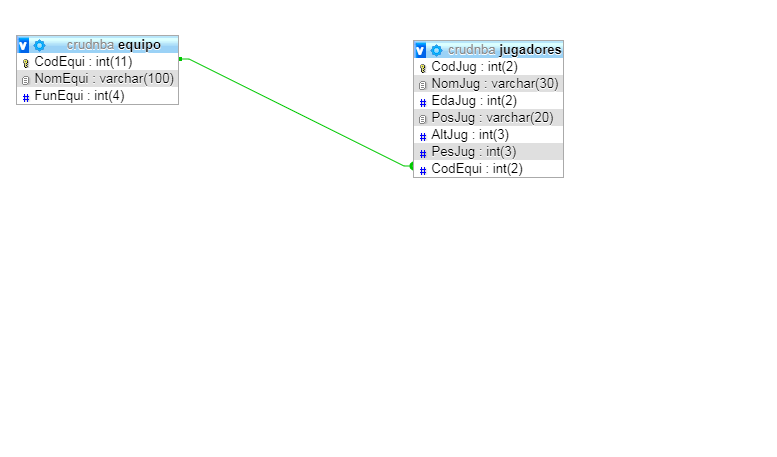 crudnba equipo
CodEqui : int(11)
NomEqui : varchar(100)
FunEqui : int(4)
crudnba jugadores
CodJug : int(2)
NomJug : varchar(30)
EdaJug : int(2)
PosJug : varchar(20)
AltJug : int(3)
PesJug : int(3)
CodEqui : int(2)